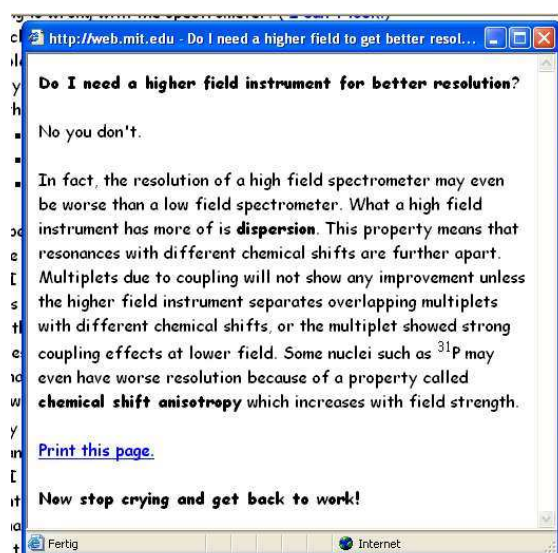 http://web.mit.edu - Do I need a higher field to get better resol...
Do I need a higher field instrument for better resolution?
No you don't.
In fact, the resolution of a high field spectrometer may even
be worse than a low field spectrometer. What a high field
instrument has more of is dispersion. This property means that
resonances with different chemical shifts are further apart.
Multiplets due to coupling will not show any improvement unless
the higher field instrument separates overlapping multiplets
with different chemical shifts, or the multiplet showed strong
coupling effects at lower field. Some nuclei such as ³¹P may
even have worse resolution because of a property called
chemical shift anisotropy which increases with field strength.
Print this page.
Now stop crying and get back to work!
Fertig Internet